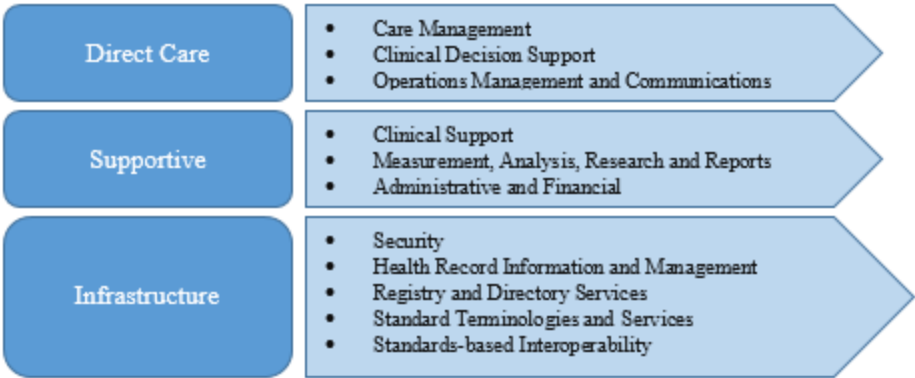 Direct Care
• Care Management
• Clinical Decision Support
• Operations Management and Communications
Supportive
• Clinical Support
• Measurement, Analysis, Research and Reports
• Administrative and Financial
Infrastructure
• Security
• Health Record Information and Management
• Registry and Directory Services
• Standard Terminologies and Services
• Standards-based Interoperability